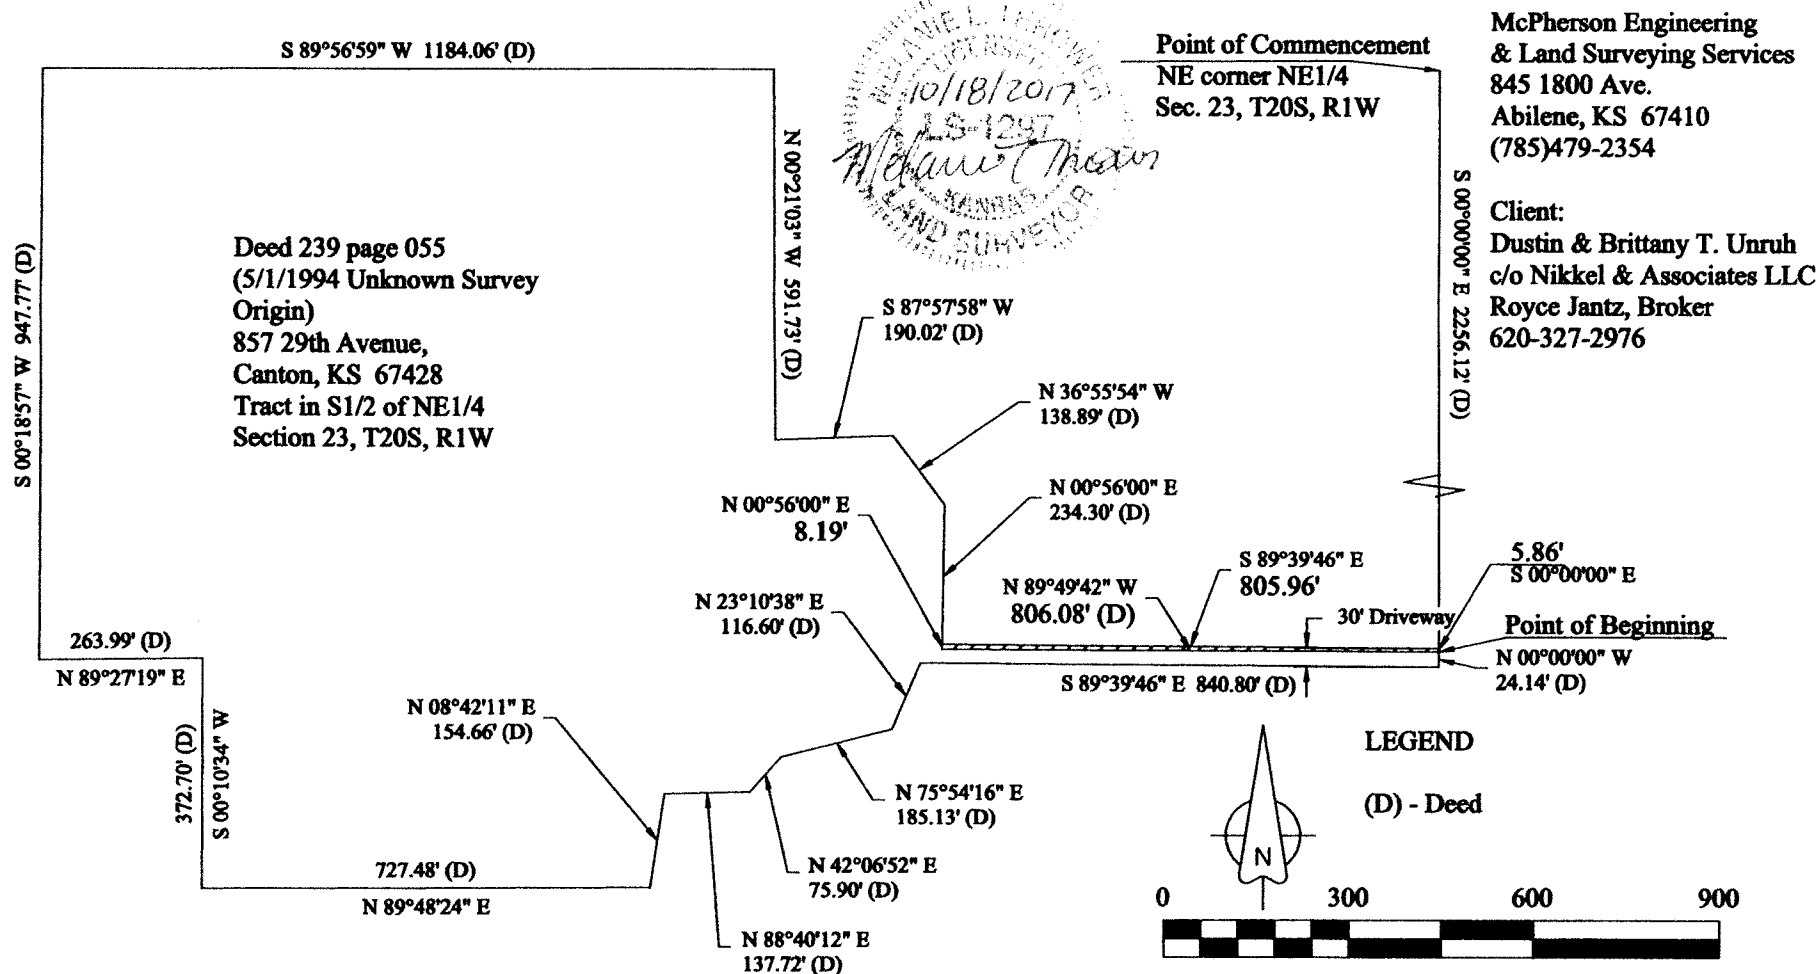 S 89°56'59" W 1184.06' (D)
MELANIE L. THROWER
LICENSED
10/18/2017
LS-1297
KANSAS
LAND SURVEYOR
Point of Commencement
NE corner NE1/4
Sec. 23, T20S, R1W
McPherson Engineering
& Land Surveying Services
845 1800 Ave.
Abilene, KS 67410
(785)479-2354
Client:
Dustin & Brittany T. Unruh
c/o Nikkel & Associates LLC
Royce Jantz, Broker
620-327-2976
S 00°18'57" W 947.77' (D)
Deed 239 page 055
(5/1/1994 Unknown Survey
Origin)
857 29th Avenue,
Canton, KS 67428
Tract in S1/2 of NE1/4
Section 23, T20S, R1W
N 00°21'03" W 591.73' (D)
S 00°00'00" E 2256.12' (D)
S 87°57'58" W
190.02' (D)
N 36°55'54" W
138.89' (D)
N 00°56'00" E
234.30' (D)
N 00°56'00" E
8.19'
S 89°39'46" E
805.96'
N 89°49'42" W
806.08' (D)
5.86'
S 00°00'00" E
30' Driveway
Point of Beginning
N 00°00'00" W
24.14' (D)
N 23°10'38" E
116.60' (D)
S 89°39'46" E 840.80' (D)
263.99' (D)
N 89°27'19" E
372.70' (D)
S 00°10'34" W
N 08°42'11" E
154.66' (D)
N 75°54'16" E
185.13' (D)
N 42°06'52" E
75.90' (D)
727.48' (D)
N 89°48'24" E
N 88°40'12" E
137.72' (D)
LEGEND
(D) - Deed
N
0 300 600 900